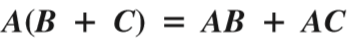 A(B + C) = AB + AC